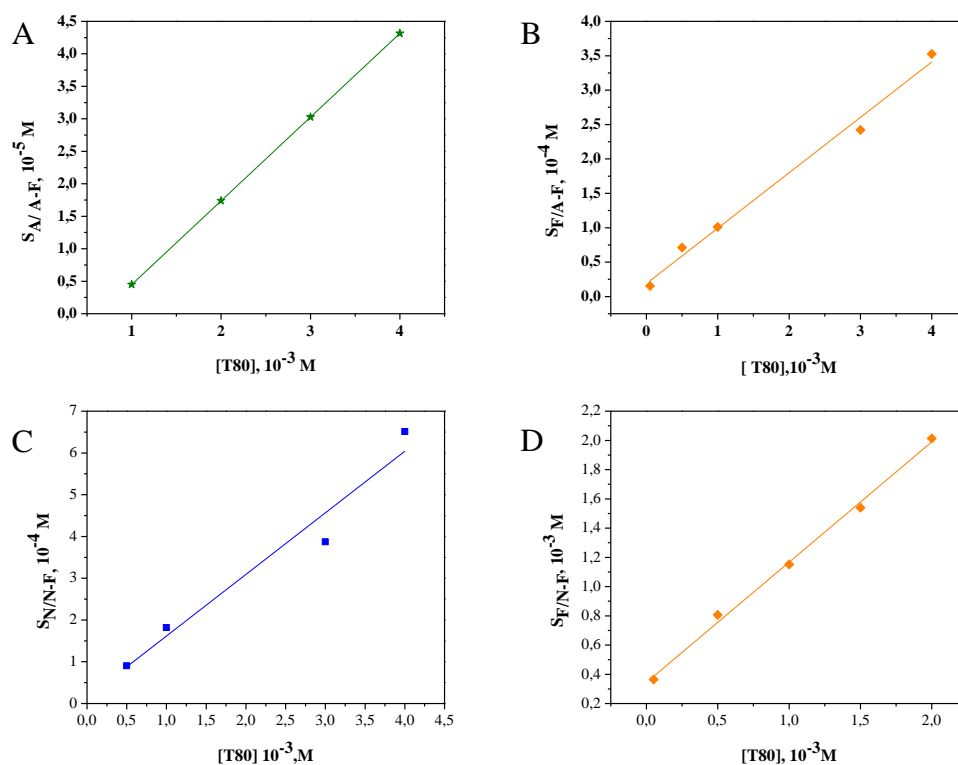 A
4,5
4,0
3,5
3,0
2,5
2,0
1,5
1,0
0,5
0,0
S_A/ A-F, 10^-5 M
1 2 3 4
[T80], 10^-3 M
B
4,0
3,5
3,0
2,5
2,0
1,5
1,0
0,5
0,0
S_F/A-F, 10^-4 M
0 1 2 3 4
[ T80],10^-3M
C
7
6
5
4
3
2
1
0
S_N/N-F, 10^-4 M
0,0 0,5 1,0 1,5 2,0 2,5 3,0 3,5 4,0 4,5
[T80] 10^-3,M
D
2,2
2,0
1,8
1,6
1,4
1,2
1,0
0,8
0,6
0,4
0,2
S_F/N-F, 10^-3 M
0,0 0,5 1,0 1,5 2,0
[T80], 10^-3M